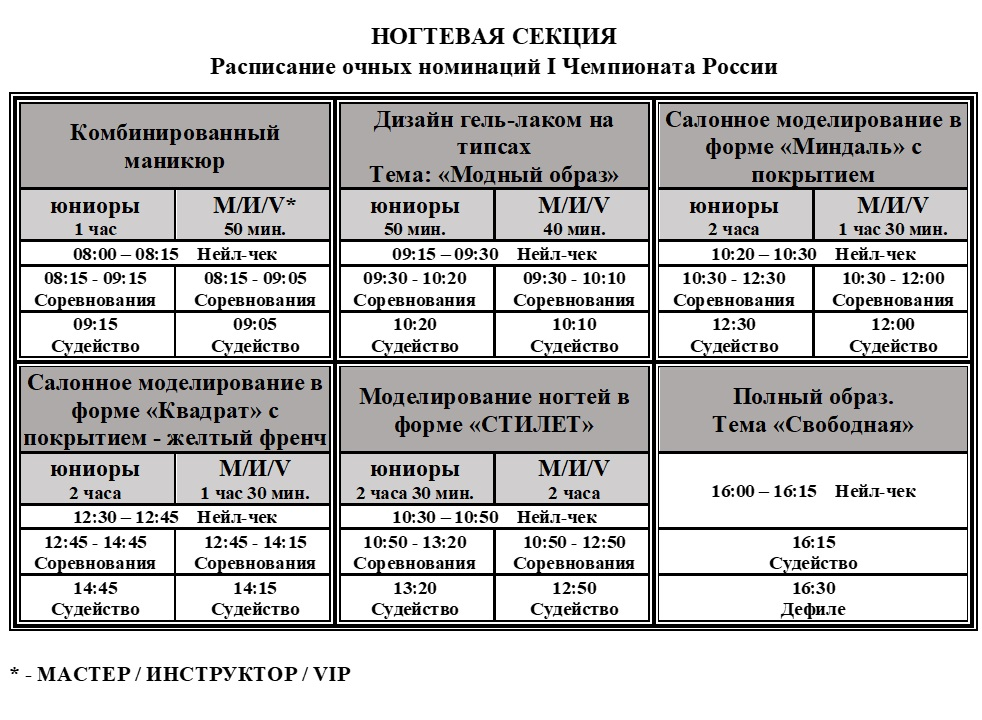 НОГТЕВАЯ СЕКЦИЯ
Расписание очных номинаций I Чемпионата России
Комбинированный
маникюр
юниоры
1 час
М/И/V*
50 мин.
08:00 – 08:15 Нейл-чек
08:15 - 09:15
Соревнования
08:15 - 09:05
Соревнования
09:15
Судейство
09:05
Судейство
Дизайн гель-лаком на
типсах
Тема: «Модный образ»
юниоры
50 мин.
М/И/V
40 мин.
09:15 – 09:30 Нейл-чек
09:30 - 10:20
Соревнования
09:30 - 10:10
Соревнования
10:20
Судейство
10:10
Судейство
Салонное моделирование в
форме «Миндаль» с
покрытием
юниоры
2 часа
М/И/V
1 час 30 мин.
10:20 – 10:30 Нейл-чек
10:30 - 12:30
Соревнования
10:30 - 12:00
Соревнования
12:30
Судейство
12:00
Судейство
Салонное моделирование в
форме «Квадрат» с
покрытием - желтый френч
юниоры
2 часа
М/И/V
1 час 30 мин.
12:30 – 12:45 Нейл-чек
12:45 - 14:45
Соревнования
12:45 - 14:15
Соревнования
14:45
Судейство
14:15
Судейство
Моделирование ногтей в
форме «СТИЛЕТ»
юниоры
2 часа 30 мин.
М/И/V
2 часа
10:30 – 10:50 Нейл-чек
10:50 - 13:20
Соревнования
10:50 - 12:50
Соревнования
13:20
Судейство
12:50
Судейство
Полный образ.
Тема «Свободная»
16:00 – 16:15 Нейл-чек
16:15
Судейство
16:30
Дефиле
* - МАСТЕР / ИНСТРУКТОР / VIP